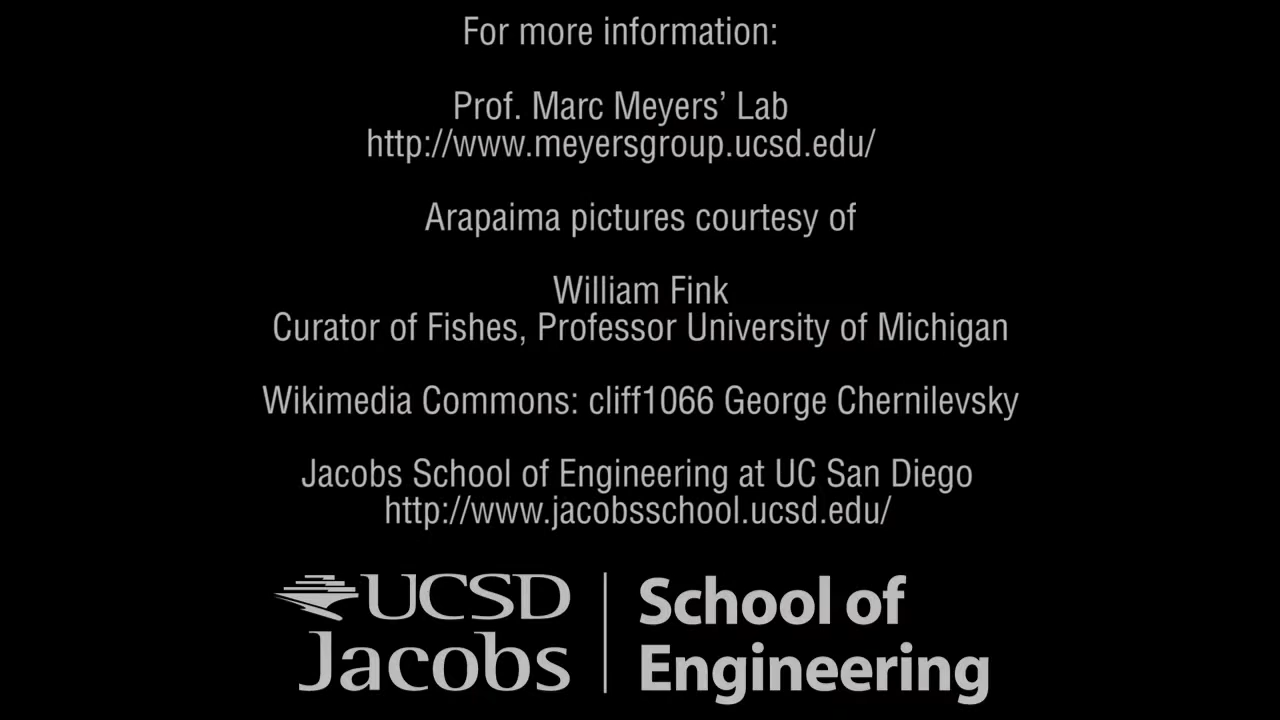 For more information:
Prof. Marc Meyers’ Lab
http://www.meyersgroup.ucsd.edu/
Arapaima pictures courtesy of
William Fink
Curator of Fishes, Professor University of Michigan
Wikimedia Commons: cliff1066 George Chernilevsky
Jacobs School of Engineering at UC San Diego
http://www.jacobsschool.ucsd.edu/
UCSD
Jacobs
School of
Engineering